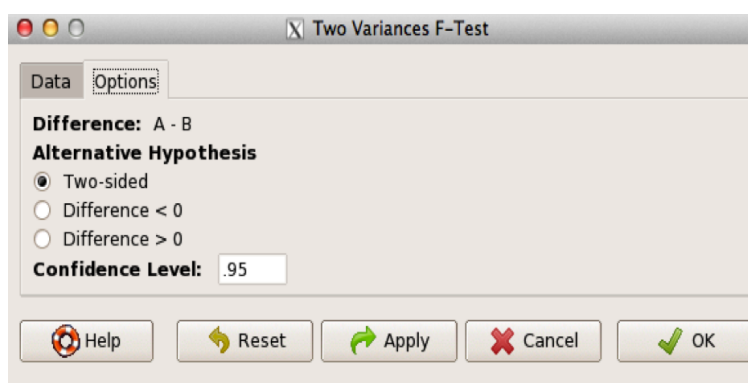 Two Variances F-Test
Data Options
Difference: A - B
Alternative Hypothesis
Two-sided
Difference < 0
Difference > 0
Confidence Level: .95
Help Reset Apply Cancel OK